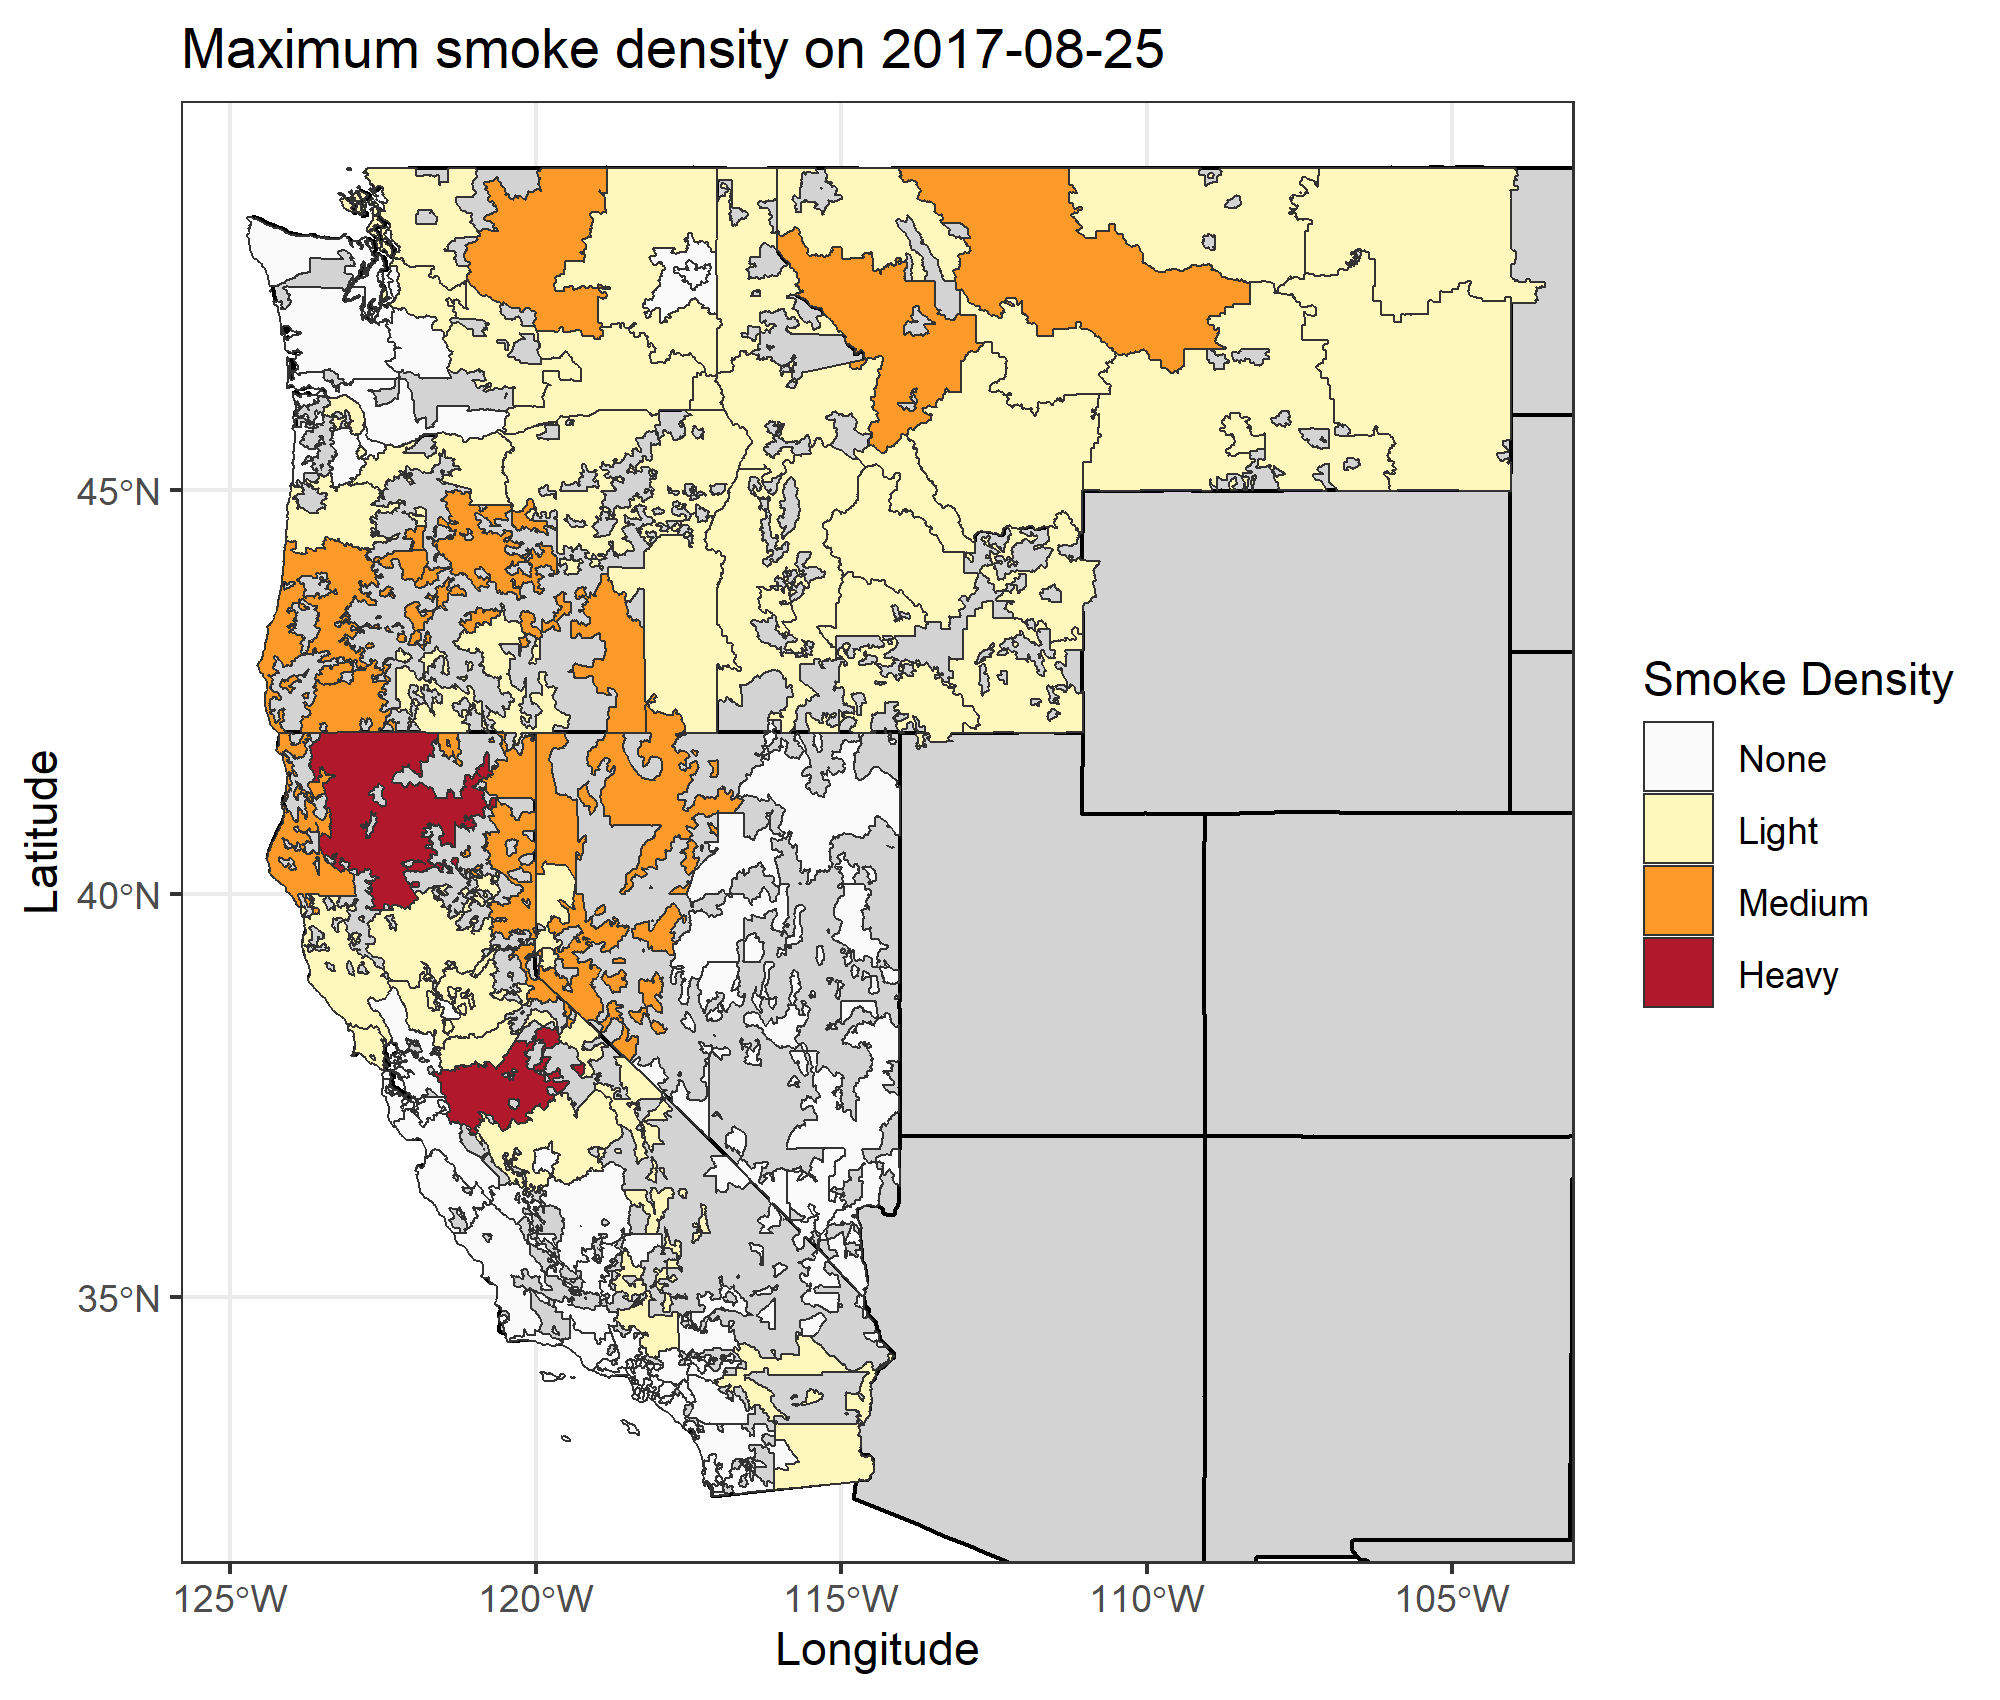 Maximum smoke density on 2017-08-25
45°N
40°N
35°N
Latitude
125°W
120°W
115°W
110°W
105°W
Longitude
Smoke Density
None
Light
Medium
Heavy